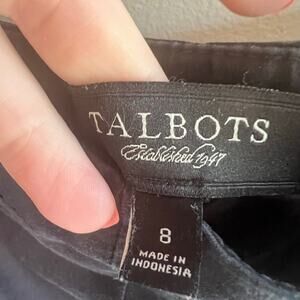 TALBOTS
Established 1947
8
MADE IN
INDONESIA